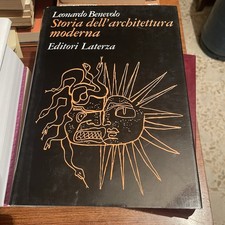 Leonardo Benevolo
Storia dell'architettura
moderna
Editori Laterza